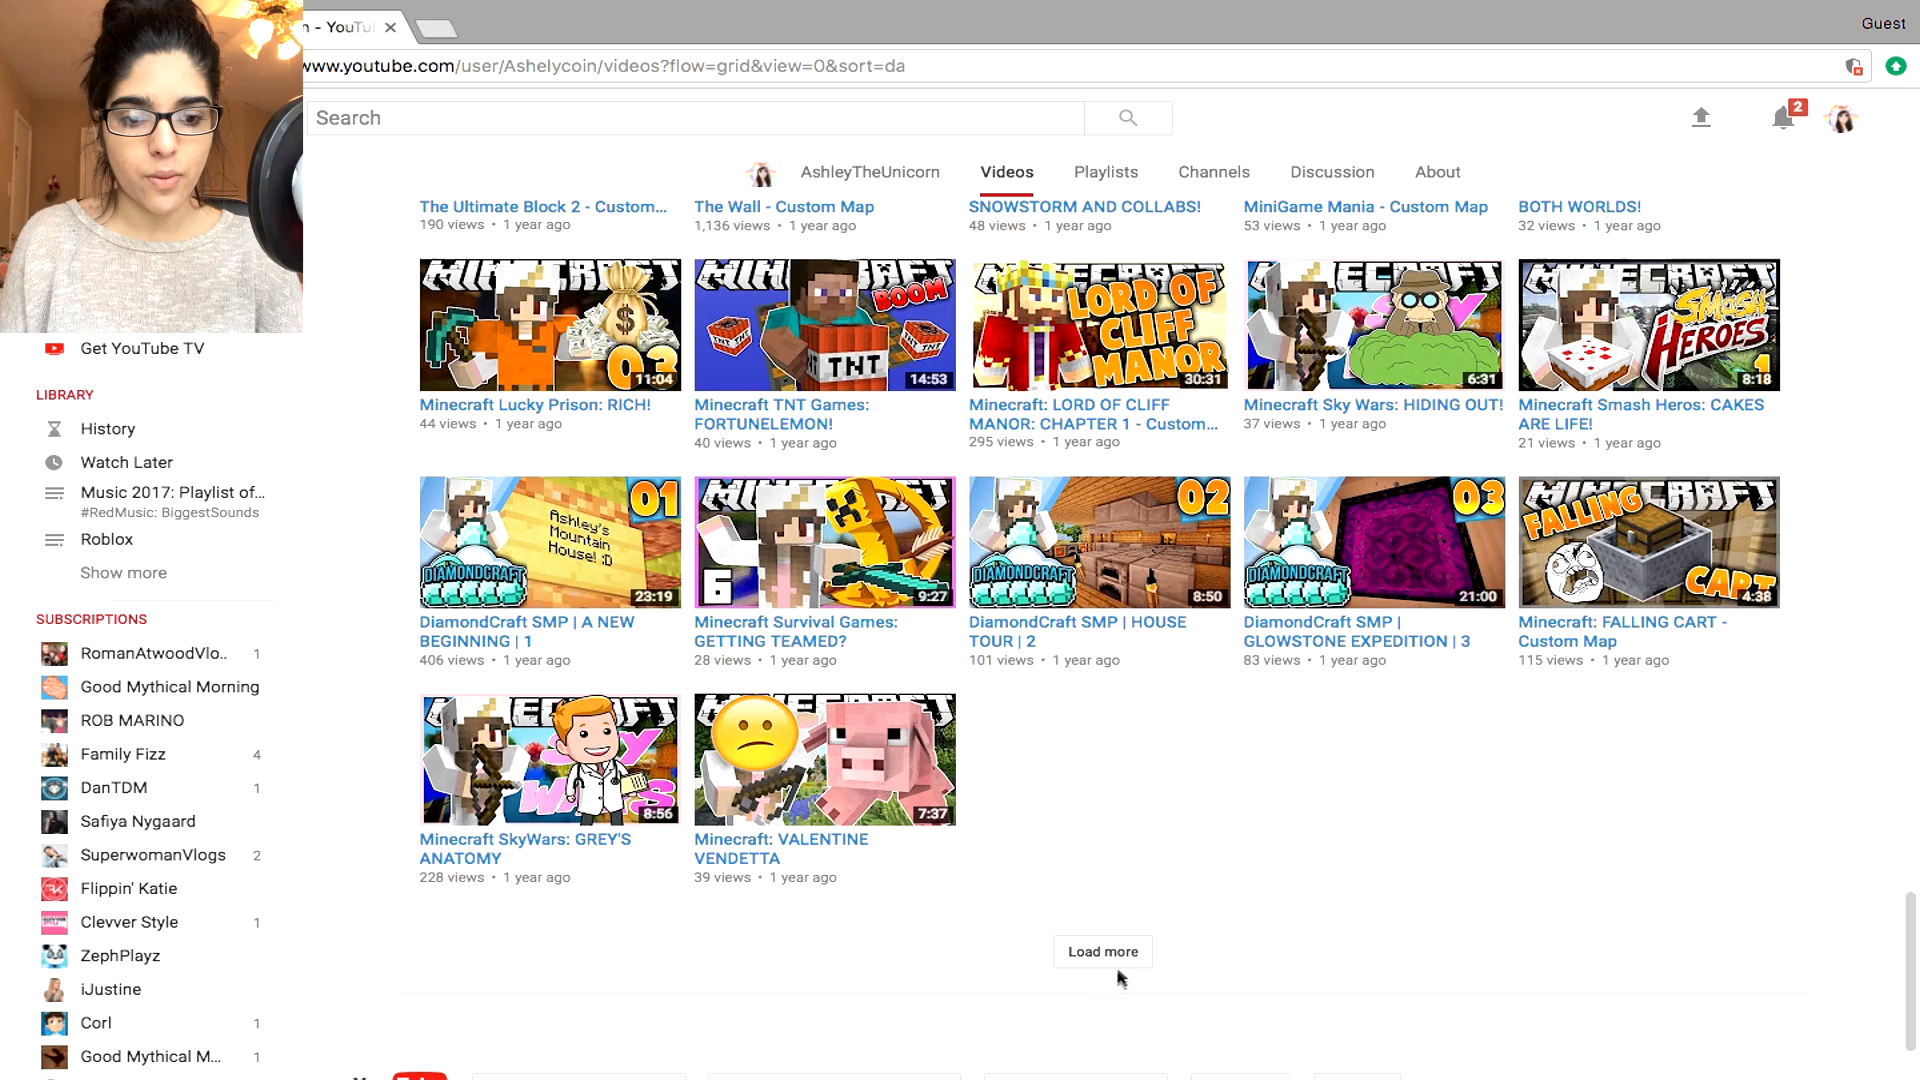 n - YouTu
Guest
www.youtube.com/user/Ashelycoin/videos?flow=grid&view=0&sort=da
Search
2
AshleyTheUnicorn Videos Playlists Channels Discussion About
The Ultimate Block 2 - Custom...
190 views • 1 year ago
The Wall - Custom Map
1,136 views • 1 year ago
SNOWSTORM AND COLLABS!
48 views • 1 year ago
MiniGame Mania - Custom Map
53 views • 1 year ago
BOTH WORLDS!
32 views • 1 year ago
MINECRAFT
03
11:04
Minecraft Lucky Prison: RICH!
44 views • 1 year ago
MINECRAFT
BOOM
TNT
TNT
TNT
14:53
Minecraft TNT Games:
FORTUNELEMON!
40 views • 1 year ago
MINECRAFT
LORD OF
CLIFF
MANOR
30:31
Minecraft: LORD OF CLIFF
MANOR: CHAPTER 1 - Custom...
295 views • 1 year ago
MINECRAFT
6:31
Minecraft Sky Wars: HIDING OUT!
37 views • 1 year ago
MINECRAFT
SMASH
HEROES
1
8:18
Minecraft Smash Heros: CAKES
ARE LIFE!
21 views • 1 year ago
01
Ashley's
Mountain
House! :D
DIAMONDCRAFT
23:19
DiamondCraft SMP | A NEW
BEGINNING | 1
406 views • 1 year ago
MINECRAFT
6
9:27
Minecraft Survival Games:
GETTING TEAMED?
28 views • 1 year ago
02
DIAMONDCRAFT
8:50
DiamondCraft SMP | HOUSE
TOUR | 2
101 views • 1 year ago
03
DIAMONDCRAFT
21:00
DiamondCraft SMP |
GLOWSTONE EXPEDITION | 3
83 views • 1 year ago
MINECRAFT
FALLING
CART
4:38
Minecraft: FALLING CART -
Custom Map
115 views • 1 year ago
MINECRAFT
8:56
Minecraft SkyWars: GREY'S
ANATOMY
228 views • 1 year ago
MINECRAFT
7:37
Minecraft: VALENTINE
VENDETTA
39 views • 1 year ago
Load more
Get YouTube TV
LIBRARY
History
Watch Later
Music 2017: Playlist of...
#RedMusic: BiggestSounds
Roblox
Show more
SUBSCRIPTIONS
RomanAtwoodVlo.. 1
Good Mythical Morning
ROB MARINO
Family Fizz 4
DanTDM 1
Safiya Nygaard
SuperwomanVlogs 2
Flippin' Katie
Clevver Style 1
ZephPlayz
iJustine
Corl 1
Good Mythical M... 1